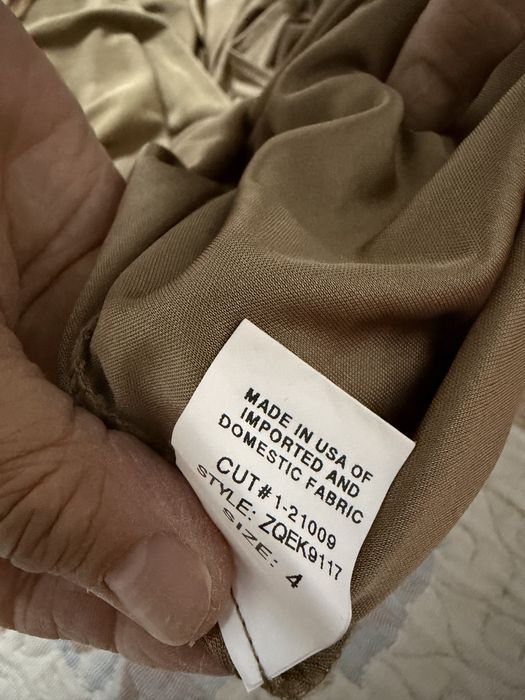 MADE IN USA OF
IMPORTED AND
DOMESTIC FABRIC
CUT# 1-21009
STYLE: ZQEK9117
SIZE: 4